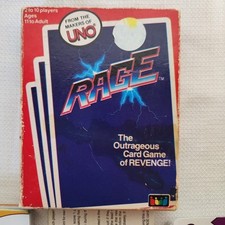 2 to 10 players
Ages
11 to Adult
FROM THE
MAKERS OF
UNO
RAGE
TM
The
Outrageous
Card Game
of REVENGE!